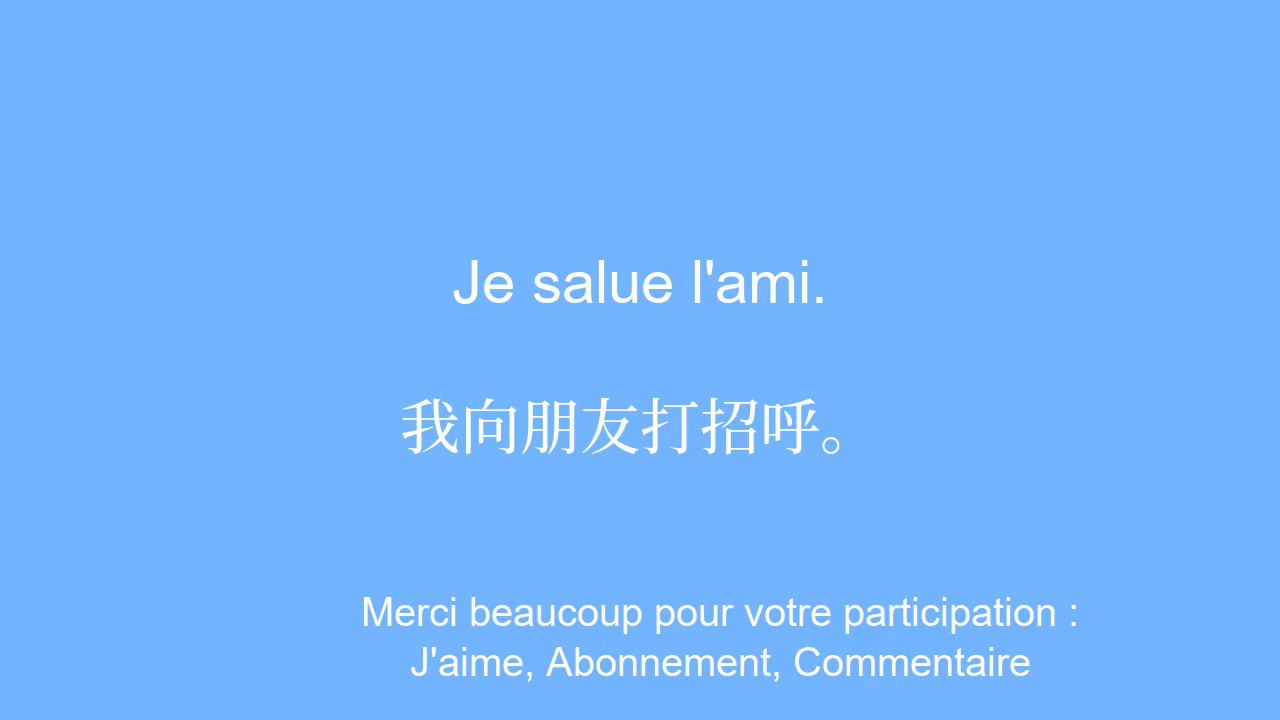 Je salue l'ami.
我向朋友打招呼。
Merci beaucoup pour votre participation :
J'aime, Abonnement, Commentaire